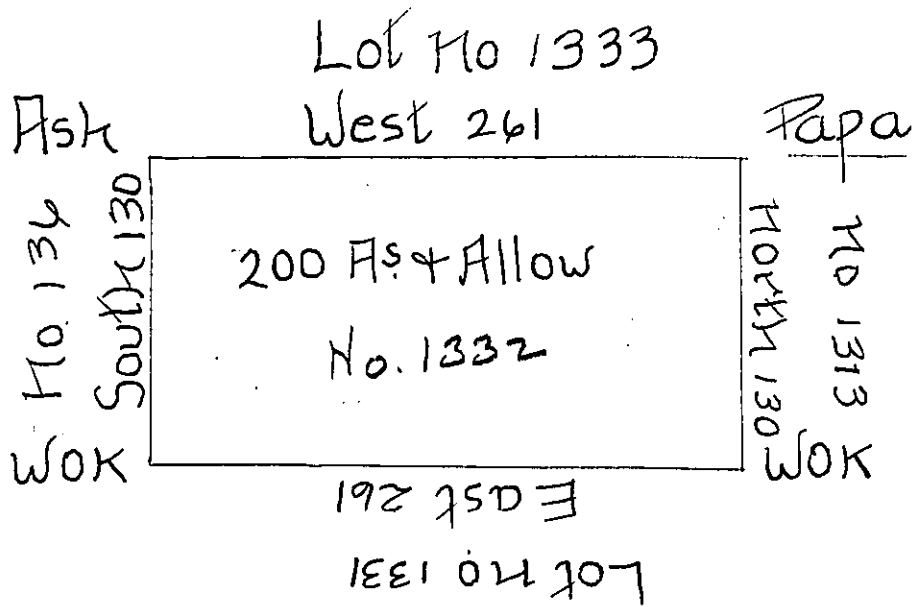 Lot No 1333
West 261
Ash
Papa
No. 136
South 130
200 As. & Allow
No. 1332
North 130
No 1313
WOK
WOK
East 261
Lot No 1331